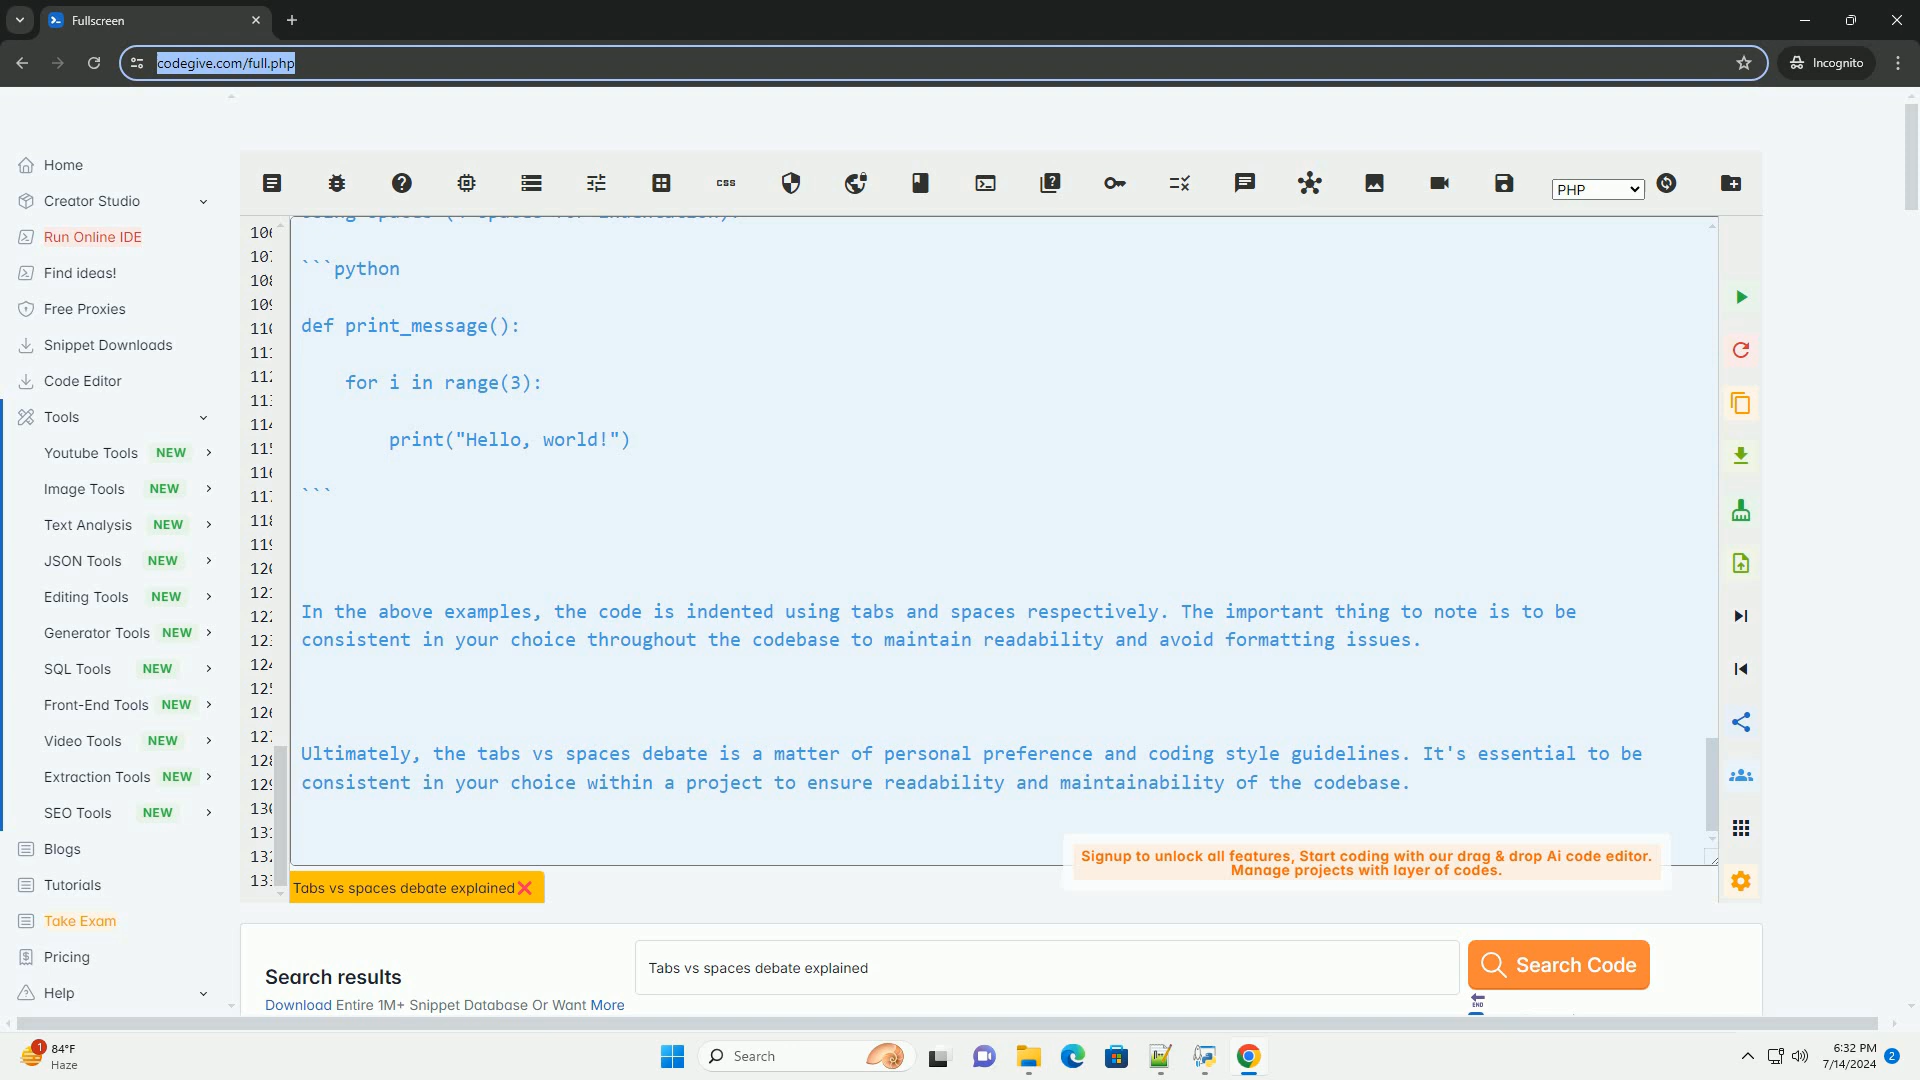 Fullscreen
codegive.com/full.php
Incognito
Home
Creator Studio
Run Online IDE
Find ideas!
Free Proxies
Snippet Downloads
Code Editor
Tools
Youtube Tools NEW
Image Tools NEW
Text Analysis NEW
JSON Tools NEW
Editing Tools NEW
Generator Tools NEW
SQL Tools NEW
Front-End Tools NEW
Video Tools NEW
Extraction Tools NEW
SEO Tools NEW
Blogs
Tutorials
Take Exam
Pricing
Help
css
PHP
```python
def print_message():
for i in range(3):
print("Hello, world!")
```
In the above examples, the code is indented using tabs and spaces respectively. The important thing to note is to be
consistent in your choice throughout the codebase to maintain readability and avoid formatting issues.
Ultimately, the tabs vs spaces debate is a matter of personal preference and coding style guidelines. It's essential to be
consistent in your choice within a project to ensure readability and maintainability of the codebase.
Signup to unlock all features, Start coding with our drag & drop Ai code editor.
Manage projects with layer of codes.
Tabs vs spaces debate explained
Search results
Download Entire 1M+ Snippet Database Or Want More
Tabs vs spaces debate explained
Search Code
END
1
84°F
Haze
Search
6:32 PM
7/14/2024
2